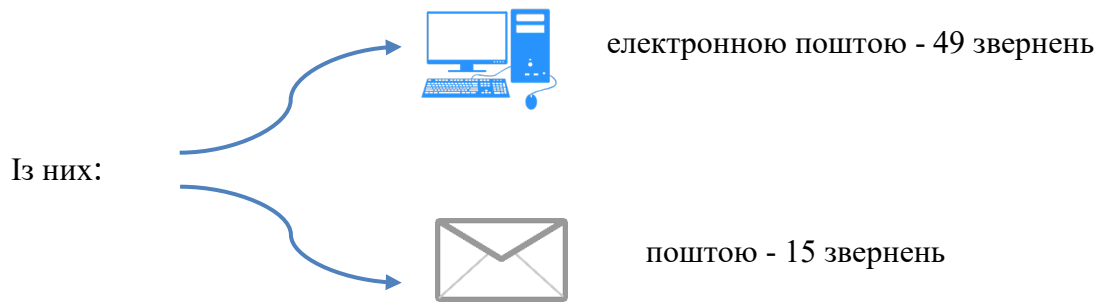 електронною поштою - 49 звернень
Із них:
поштою - 15 звернень